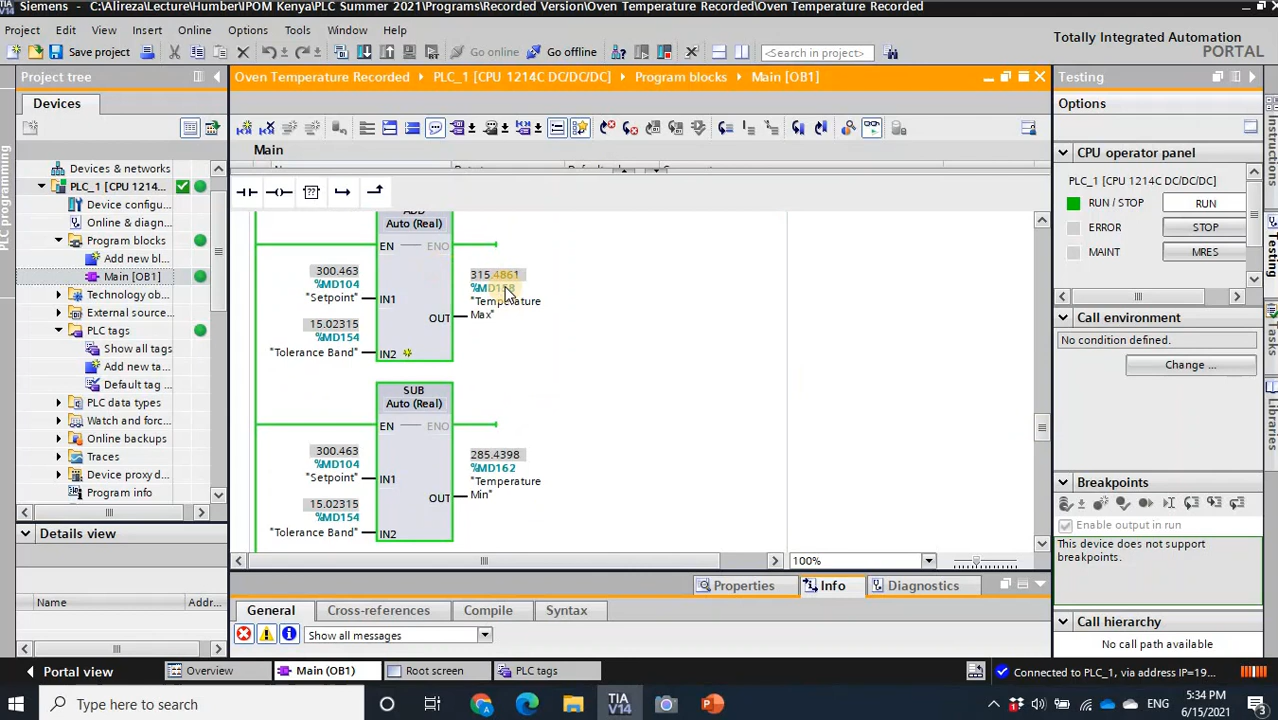 Siemens - C:\Alireza\Lecture\Humber\IPOM Kenya\PLC Summer 2021\Programs\Recorded Version\Oven Temperature Recorded\Oven Temperature Recorded
TIA
V14
Project Edit View Insert Online Options Tools Window Help
Totally Integrated Automation
PORTAL
Save project
Go online
Go offline
<Search in project>
Project tree
Oven Temperature Recorded
PLC_1 [CPU 1214C DC/DC/DC]
Program blocks
Main [OB1]
Testing
Devices
Options
PLC programming
Main
Devices & networks
PLC_1 [CPU 1214...
Device configu...
Online & diagn...
Program blocks
Add new bl...
Main [OB1]
Technology ob...
External source...
PLC tags
Show all tags
Add new ta...
Default tag ...
PLC data types
Watch and forc...
Online backups
Traces
Device proxy d...
Program info
Details view
Name
Addr...
??
ADD
Auto (Real)
EN
ENO
300.463
%MD104
"Setpoint"
IN1
15.02315
%MD154
"Tolerance Band"
IN2
315.4861
"Temperature
Max"
OUT
SUB
Auto (Real)
EN
ENO
300.463
%MD104
"Setpoint"
IN1
15.02315
%MD154
"Tolerance Band"
IN2
285.4398
%MD162
"Temperature
Min"
OUT
100%
CPU operator panel
PLC_1 [CPU 1214C DC/DC/DC]
RUN / STOP
RUN
ERROR
STOP
MAINT
MRES
Call environment
No condition defined.
Change ...
Breakpoints
Enable output in run
This device does not support
breakpoints.
Call hierarchy
No call path available
Instructions
Testing
Tasks
Libraries
Properties
Info
Diagnostics
General
Cross-references
Compile
Syntax
Show all messages
Portal view
Overview
Main (OB1)
Root screen
PLC tags
Connected to PLC_1, via address IP=19...
Type here to search
TIA
V14
ENG
5:34 PM
6/15/2021
3